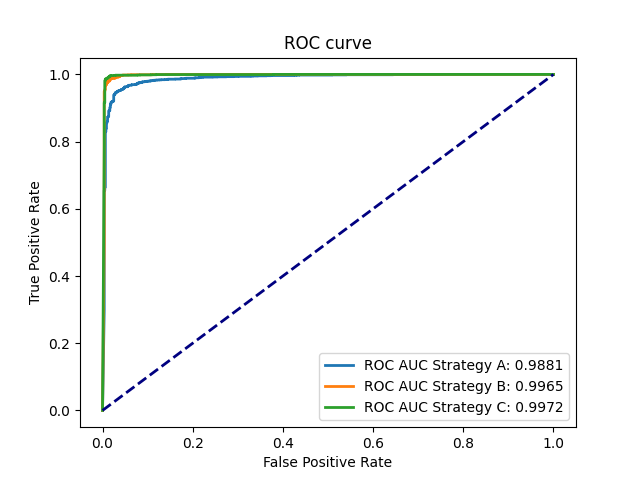 ROC curve
True Positive Rate
1.0
0.8
0.6
0.4
0.2
0.0
ROC AUC Strategy A: 0.9881
ROC AUC Strategy B: 0.9965
ROC AUC Strategy C: 0.9972
0.0 0.2 0.4 0.6 0.8 1.0
False Positive Rate